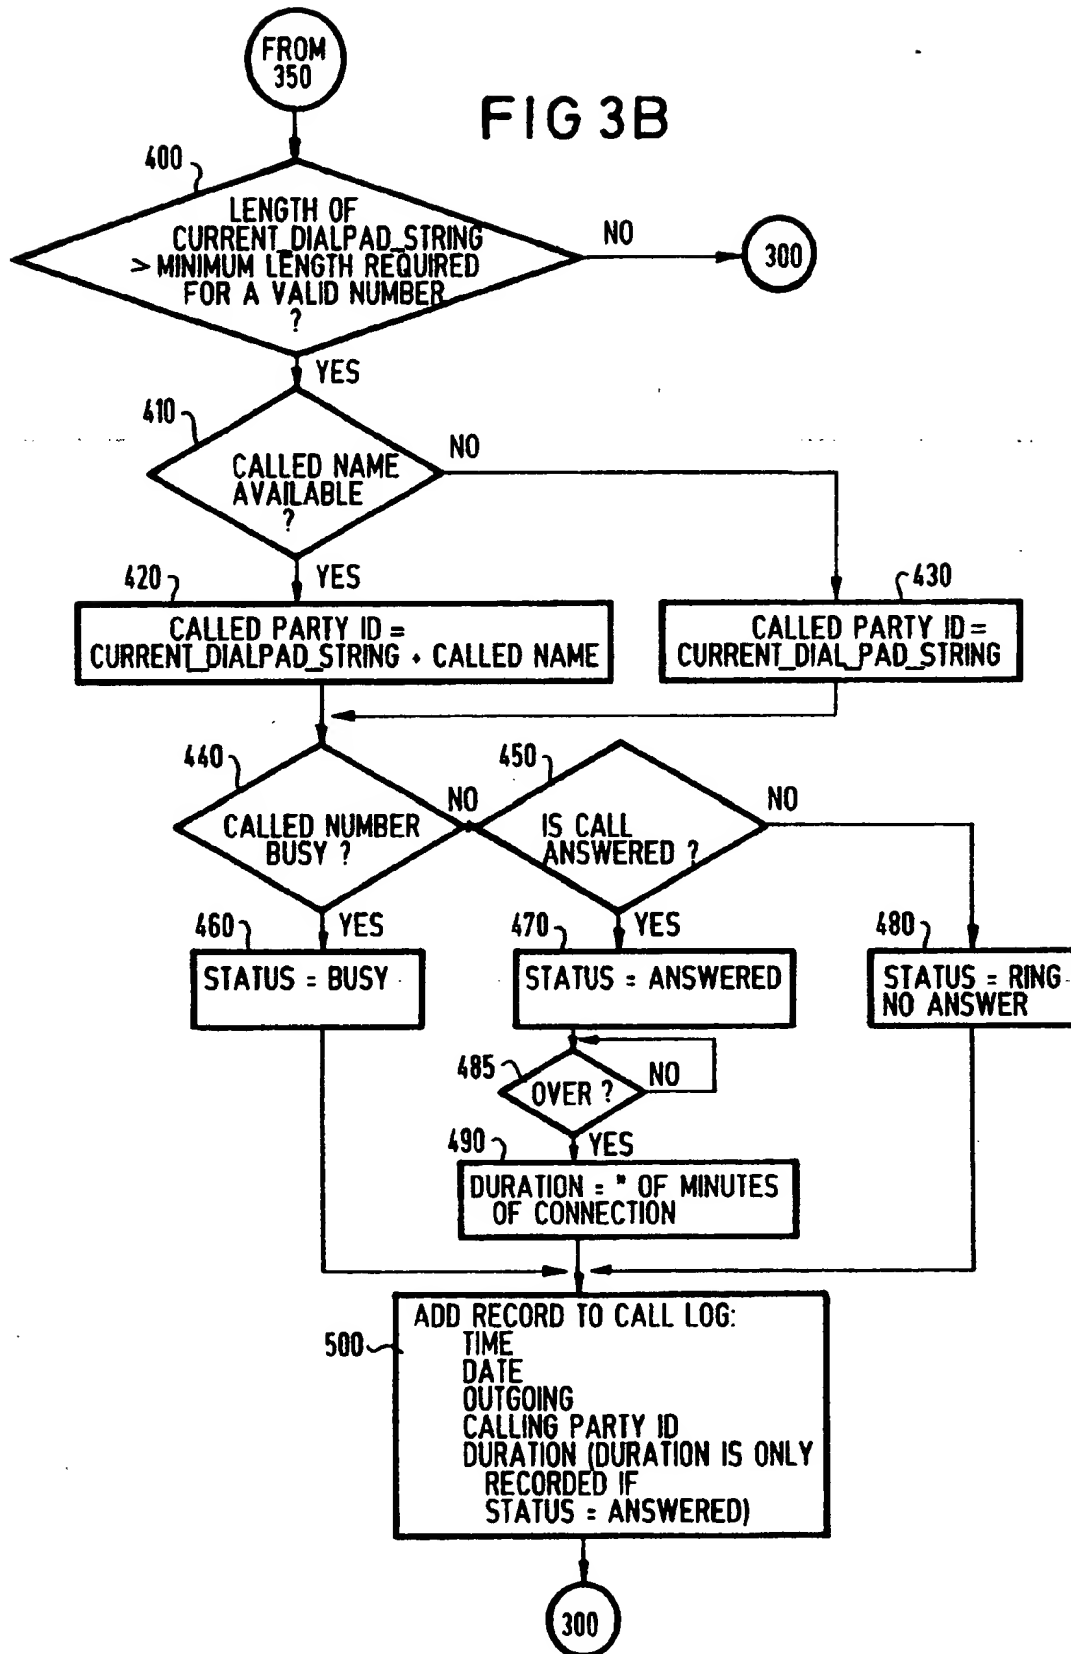 FROM
350
FIG 3B
400
LENGTH OF
CURRENT_DIALPAD_STRING
> MINIMUM LENGTH REQUIRED
FOR A VALID NUMBER
?
NO
300
YES
410
CALLED NAME
AVAILABLE
?
NO
YES
420
CALLED PARTY ID =
CURRENT_DIALPAD_STRING + CALLED NAME
430
CALLED PARTY ID =
CURRENT_DIAL_PAD_STRING
440
CALLED NUMBER
BUSY ?
NO
450
IS CALL
ANSWERED ?
NO
YES
460
STATUS = BUSY
YES
470
STATUS = ANSWERED
480
STATUS = RING
NO ANSWER
485
OVER ?
NO
YES
490
DURATION = " OF MINUTES
OF CONNECTION
500
ADD RECORD TO CALL LOG:
TIME
DATE
OUTGOING
CALLING PARTY ID
DURATION (DURATION IS ONLY
RECORDED IF
STATUS = ANSWERED)
300